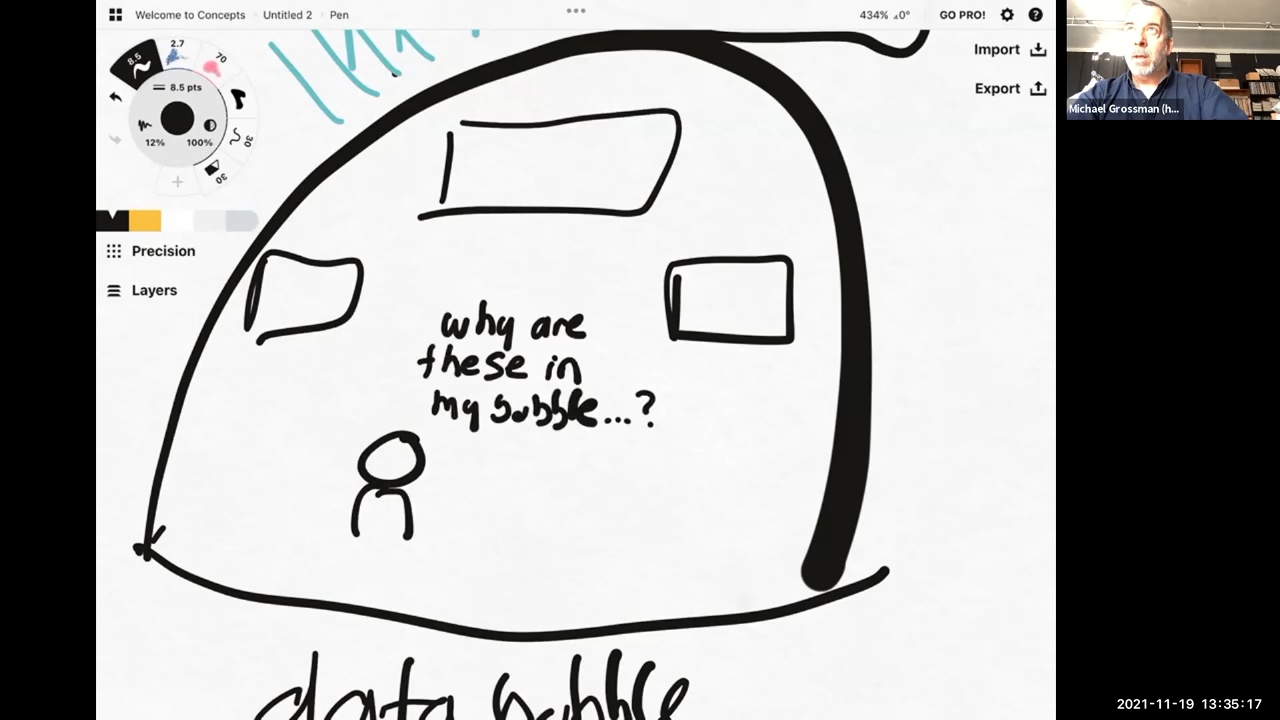 Welcome to Concepts Untitled 2 Pen
434% 0°
GO PRO!
Import
Export
8.5
2.7
70
8.5 pts
12%
100%
30
30
Precision
Layers
why are
these in
my bubble...?
data bubble
Michael Grossman (h...
2021-11-19 13:35:17